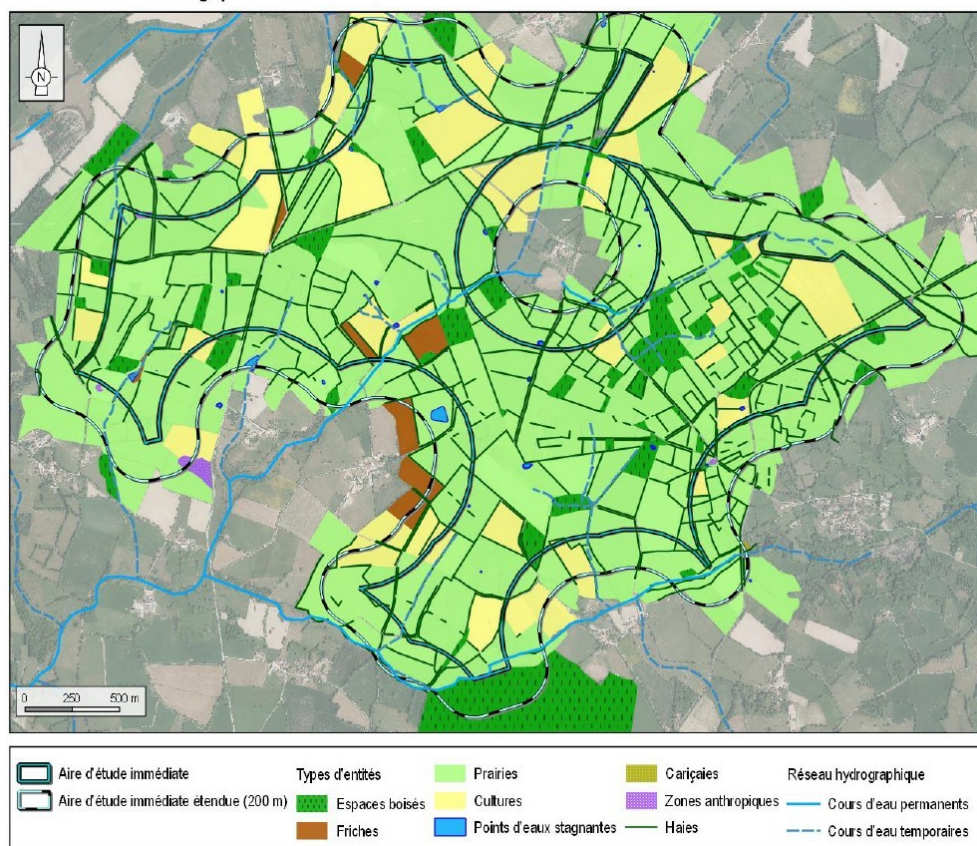 N
0 250 500 m
Aire d'étude immédiate
Aire d'étude immédiate étendue (200 m)
Types d'entités
Espaces boisés
Friches
Prairies
Cultures
Points d'eaux stagnantes
Cariçaies
Zones anthropiques
Haies
Réseau hydrographique
Cours d'eau permanents
Cours d'eau temporaires